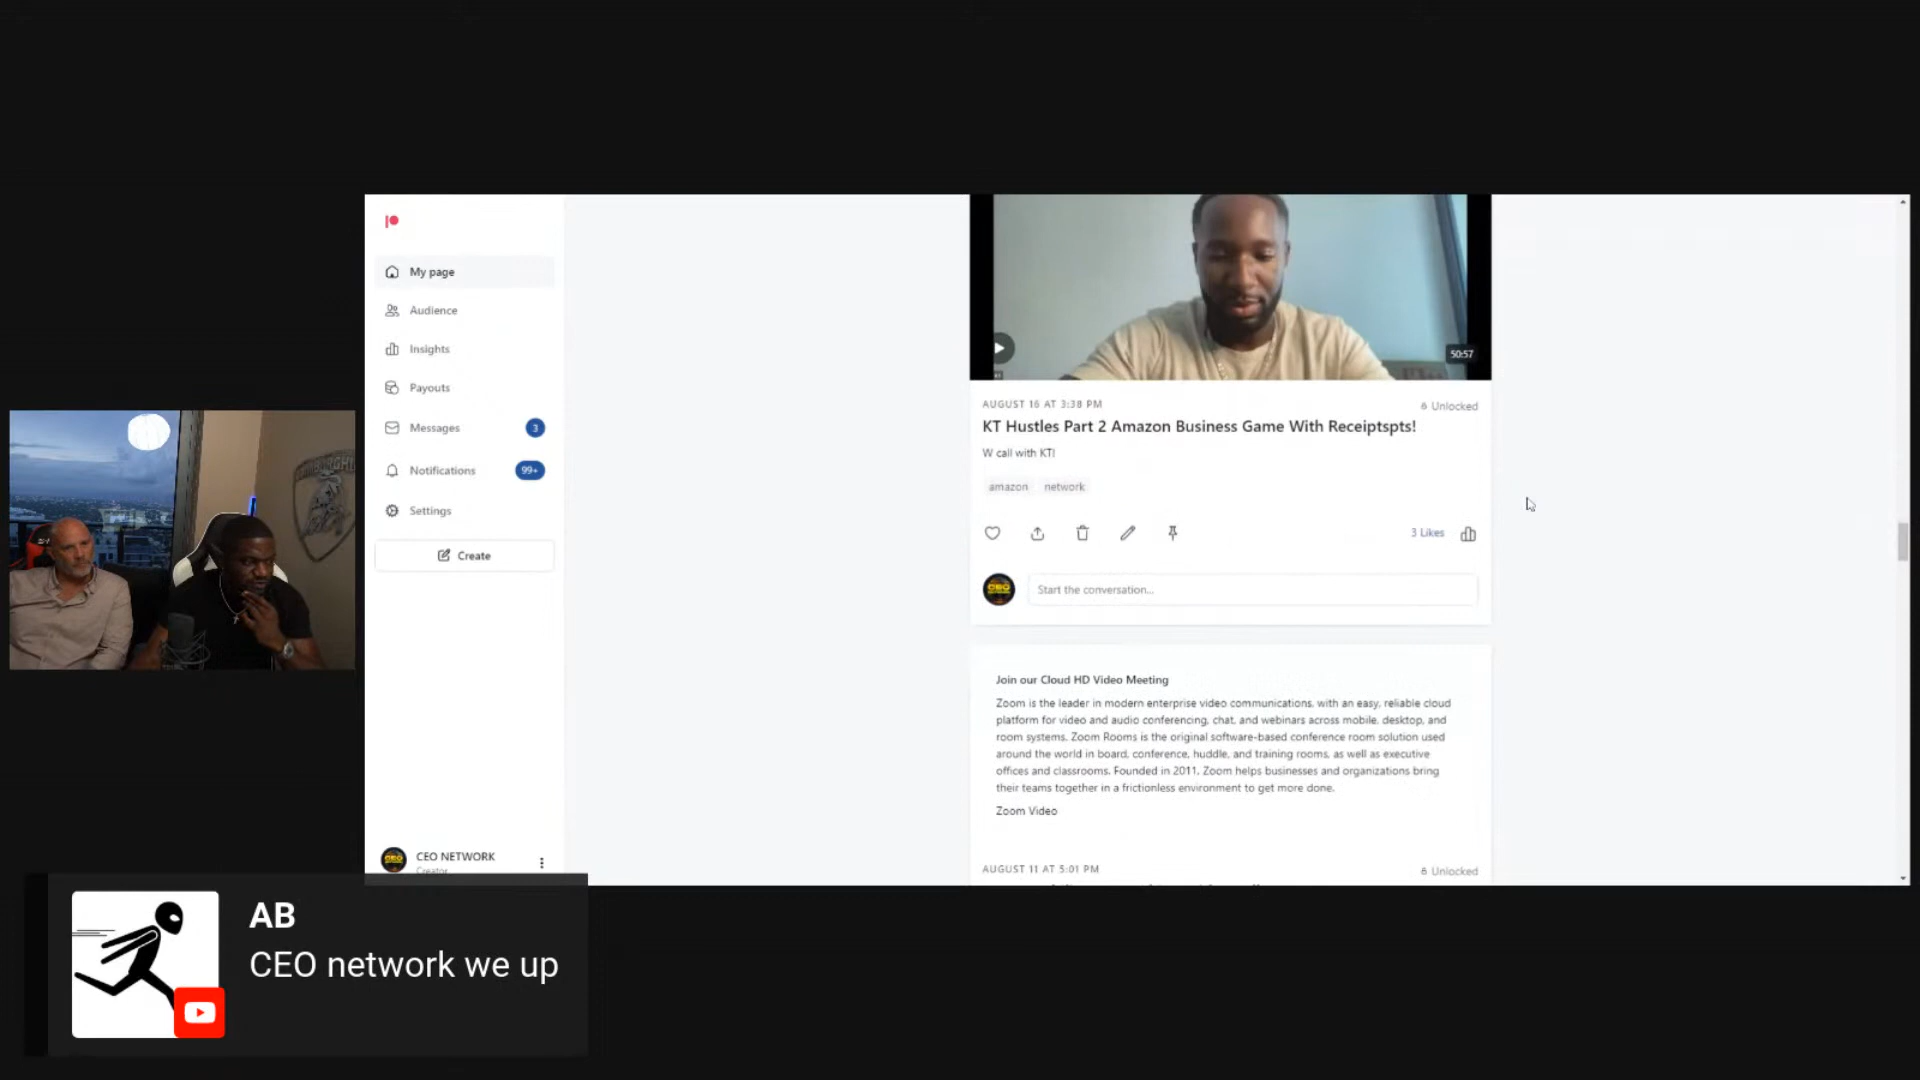 My page
Audience
Insights
Payouts
Messages
3
Notifications
99+
Settings
Create
CEO NETWORK
Creator
50:57
AUGUST 16 AT 3:38 PM
Unlocked
KT Hustles Part 2 Amazon Business Game With Receiptspts!
W call with KT!
amazon network
3 Likes
Start the conversation...
Join our Cloud HD Video Meeting
Zoom is the leader in modern enterprise video communications, with an easy, reliable cloud
platform for video and audio conferencing, chat, and webinars across mobile, desktop, and
room systems. Zoom Rooms is the original software-based conference room solution used
around the world in board, conference, huddle, and training rooms, as well as executive
offices and classrooms. Founded in 2011, Zoom helps businesses and organizations bring
their teams together in a frictionless environment to get more done.
Zoom Video
AUGUST 11 AT 5:01 PM
Unlocked
AB
CEO network we up